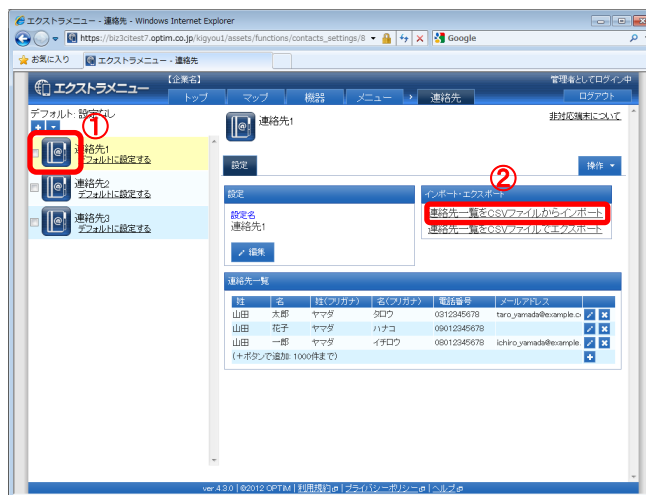 エクストラメニュー - 連絡先 - Windows Internet Explorer
https://biz3citest7.optim.co.jp/kigyou1/assets/functions/contacts_settings/8
Google
お気に入り エクストラメニュー - 連絡先
エクストラメニュー
【企業名】
管理者としてログイン中
トップ マップ 機器 メニュー 連絡先 ログアウト
デフォルト: 設定なし
①
連絡先1
デフォルトに設定する
連絡先2
デフォルトに設定する
連絡先3
デフォルトに設定する
連絡先1
非対応端末について
設定
操作
設定
設定名
連絡先1
編集
②
インポート・エクスポート
連絡先一覧をCSVファイルからインポート
連絡先一覧をCSVファイルでエクスポート
連絡先一覧
姓 名 姓(フリガナ) 名(フリガナ) 電話番号 メールアドレス
山田 太郎 ヤマダ タロウ 0312345678 taro_yamada@example.c
山田 花子 ヤマダ ハナコ 09012345678
山田 一郎 ヤマダ イチロウ 08012345678 ichiro_yamada@example.
(+ボタンで追加: 1000件まで)
ver.4.3.0 | ©2012 OPTiM | 利用規約 | プライバシーポリシー | ヘルプ